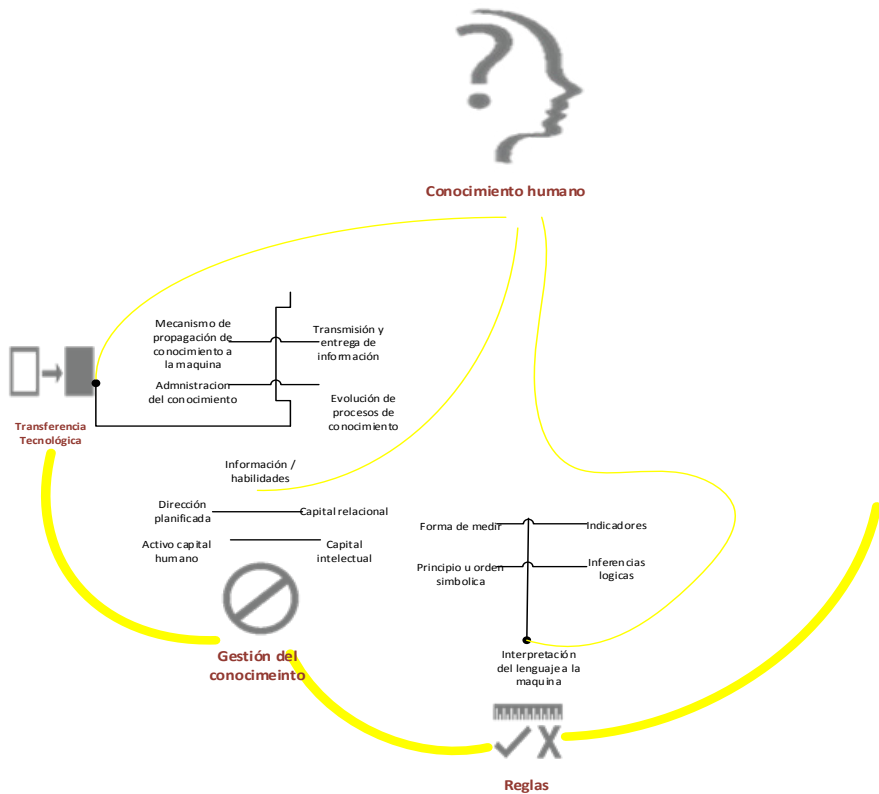 Conocimiento humano
Mecanismo de
propagación de
conocimiento a
la maquina
Transmisión y
entrega de
información
Admnistracion
del conocimiento
Evolución de
procesos de
conocimiento
Transferencia
Tecnológica
Información /
habilidades
Dirección
planificada
Capital relacional
Activo capital
humano
Capital
intelectual
Gestión del
conocimeinto
Forma de medir
Indicadores
Principio u orden
simbolica
Inferencias
logicas
Interpretación
del lenguaje a la
maquina
Reglas